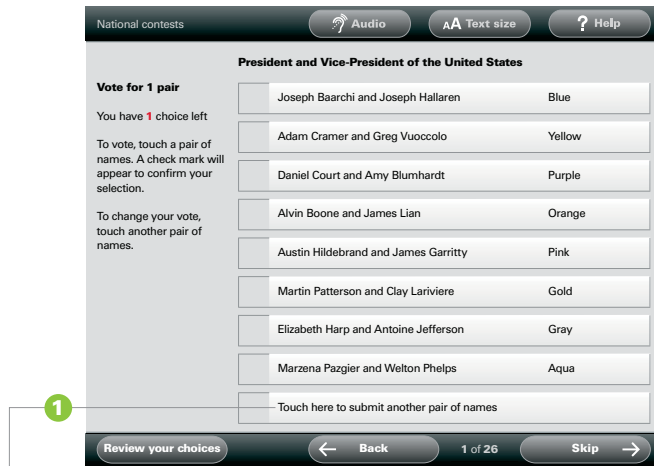 National contests
Audio
AA Text size
? Help
President and Vice-President of the United States
Vote for 1 pair
You have 1 choice left
To vote, touch a pair of
names. A check mark will
appear to confirm your
selection.
To change your vote,
touch another pair of
names.
Joseph Baarchi and Joseph Hallaren Blue
Adam Cramer and Greg Vuoccolo Yellow
Daniel Court and Amy Blumhardt Purple
Alvin Boone and James Lian Orange
Austin Hildebrand and James Garritty Pink
Martin Patterson and Clay Lariviere Gold
Elizabeth Harp and Antoine Jefferson Gray
Marzena Pazgier and Welton Phelps Aqua
1
Touch here to submit another pair of names
Review your choices
← Back
1 of 26
Skip →